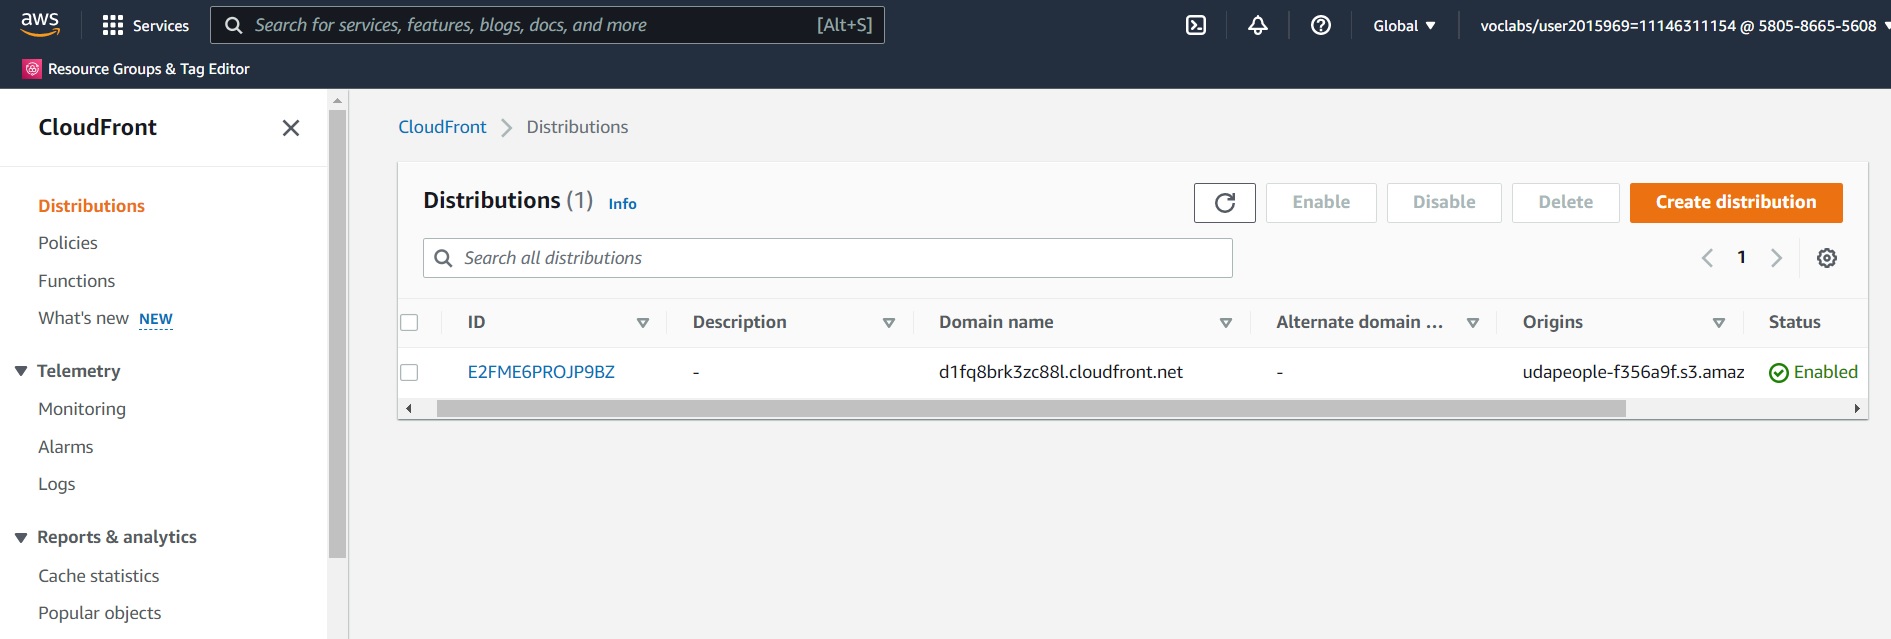 aws
Services
Search for services, features, blogs, docs, and more
[Alt+S]
Global
voclabs/user2015969=11146311154 @ 5805-8665-5608
Resource Groups & Tag Editor
CloudFront
Distributions
Policies
Functions
What's new NEW
Telemetry
Monitoring
Alarms
Logs
Reports & analytics
Cache statistics
Popular objects
CloudFront
Distributions
Distributions (1) Info
Enable
Disable
Delete
Create distribution
Search all distributions
1
ID
Description
Domain name
Alternate domain ...
Origins
Status
E2FME6PROJP9BZ
-
d1fq8brk3zc88l.cloudfront.net
-
udapeople-f356a9f.s3.amaz
Enabled